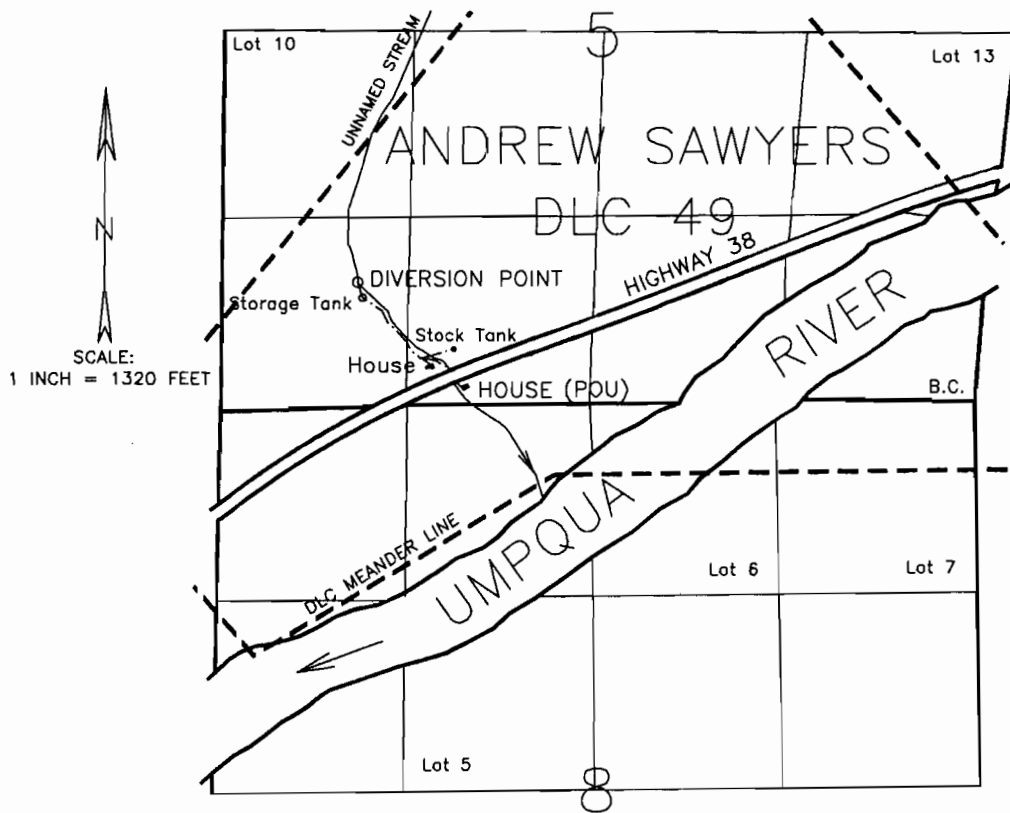 Lot 10
5
Lot 13
UNNAMED STREAM
ANDREW SAWYERS
DLC 49
N
HIGHWAY 38
DIVERSION POINT
Storage Tank
RIVER
Stock Tank
SCALE:
1 INCH = 1320 FEET
House
HOUSE (POU)
B.C.
UMPQUA
DLC MEANDER LINE
Lot 6
Lot 7
Lot 5
8